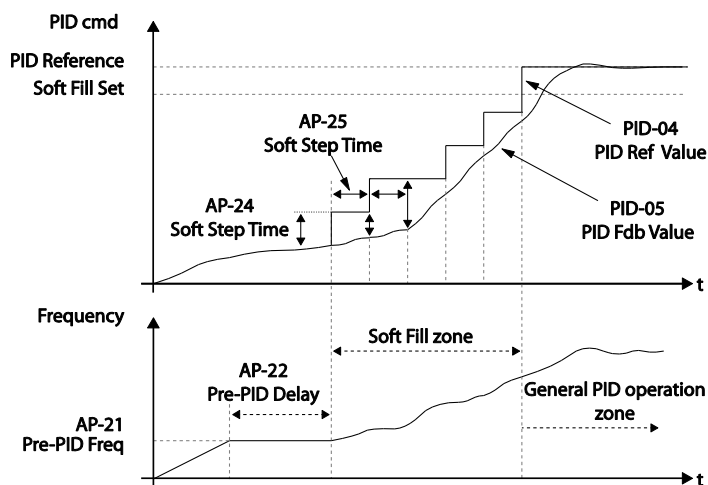 PID cmd
PID Reference
Soft Fill Set
AP-25
Soft Step Time
AP-24
Soft Step Time
PID-04
PID Ref Value
PID-05
PID Fdb Value
t
Frequency
Soft Fill zone
AP-22
Pre-PID Delay
General PID operation
zone
AP-21
Pre-PID Freq
t